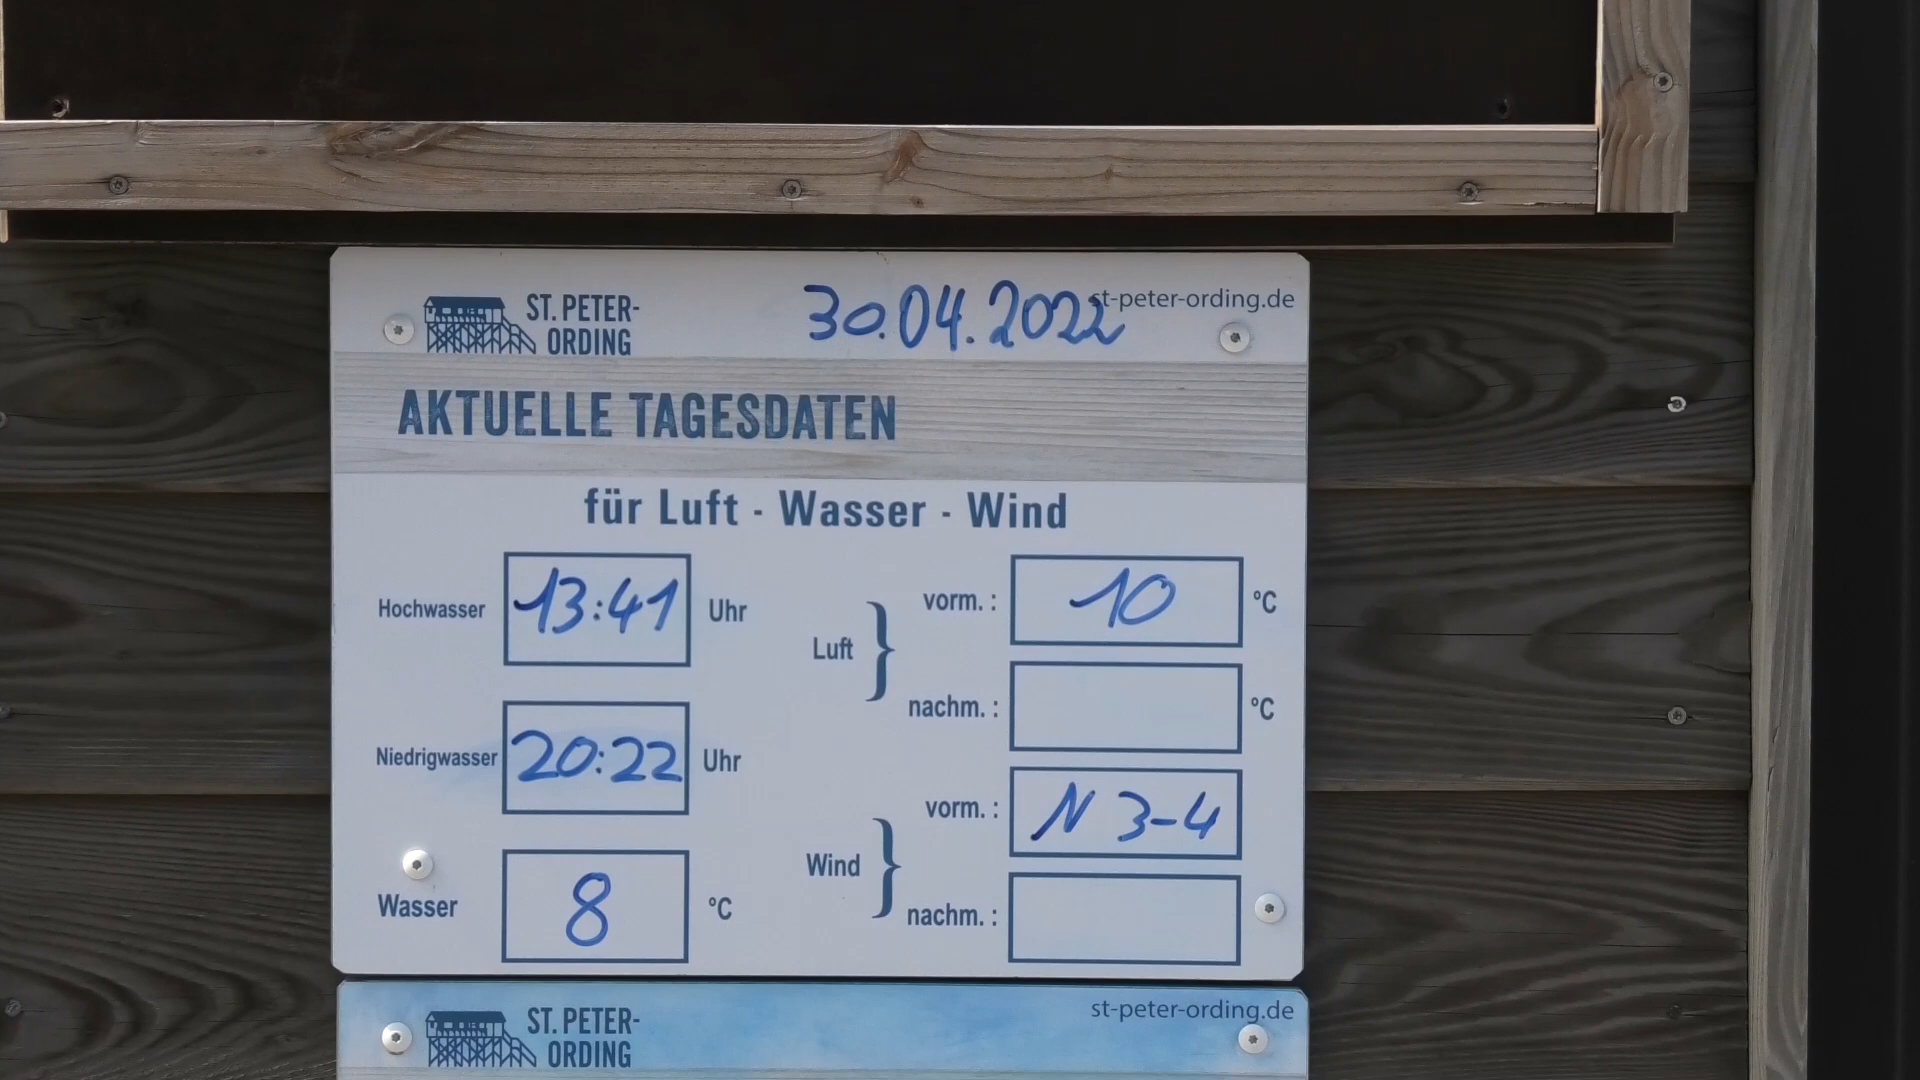 ST. PETER-
ORDING
30.04.2022
st-peter-ording.de
AKTUELLE TAGESDATEN
für Luft - Wasser - Wind
Hochwasser 13:41 Uhr
Niedrigwasser 20:22 Uhr
Wasser 8 °C
Luft } vorm. : 10 °C
nachm. : °C
Wind } vorm. : N 3-4
nachm. :
ST. PETER-
ORDING
st-peter-ording.de